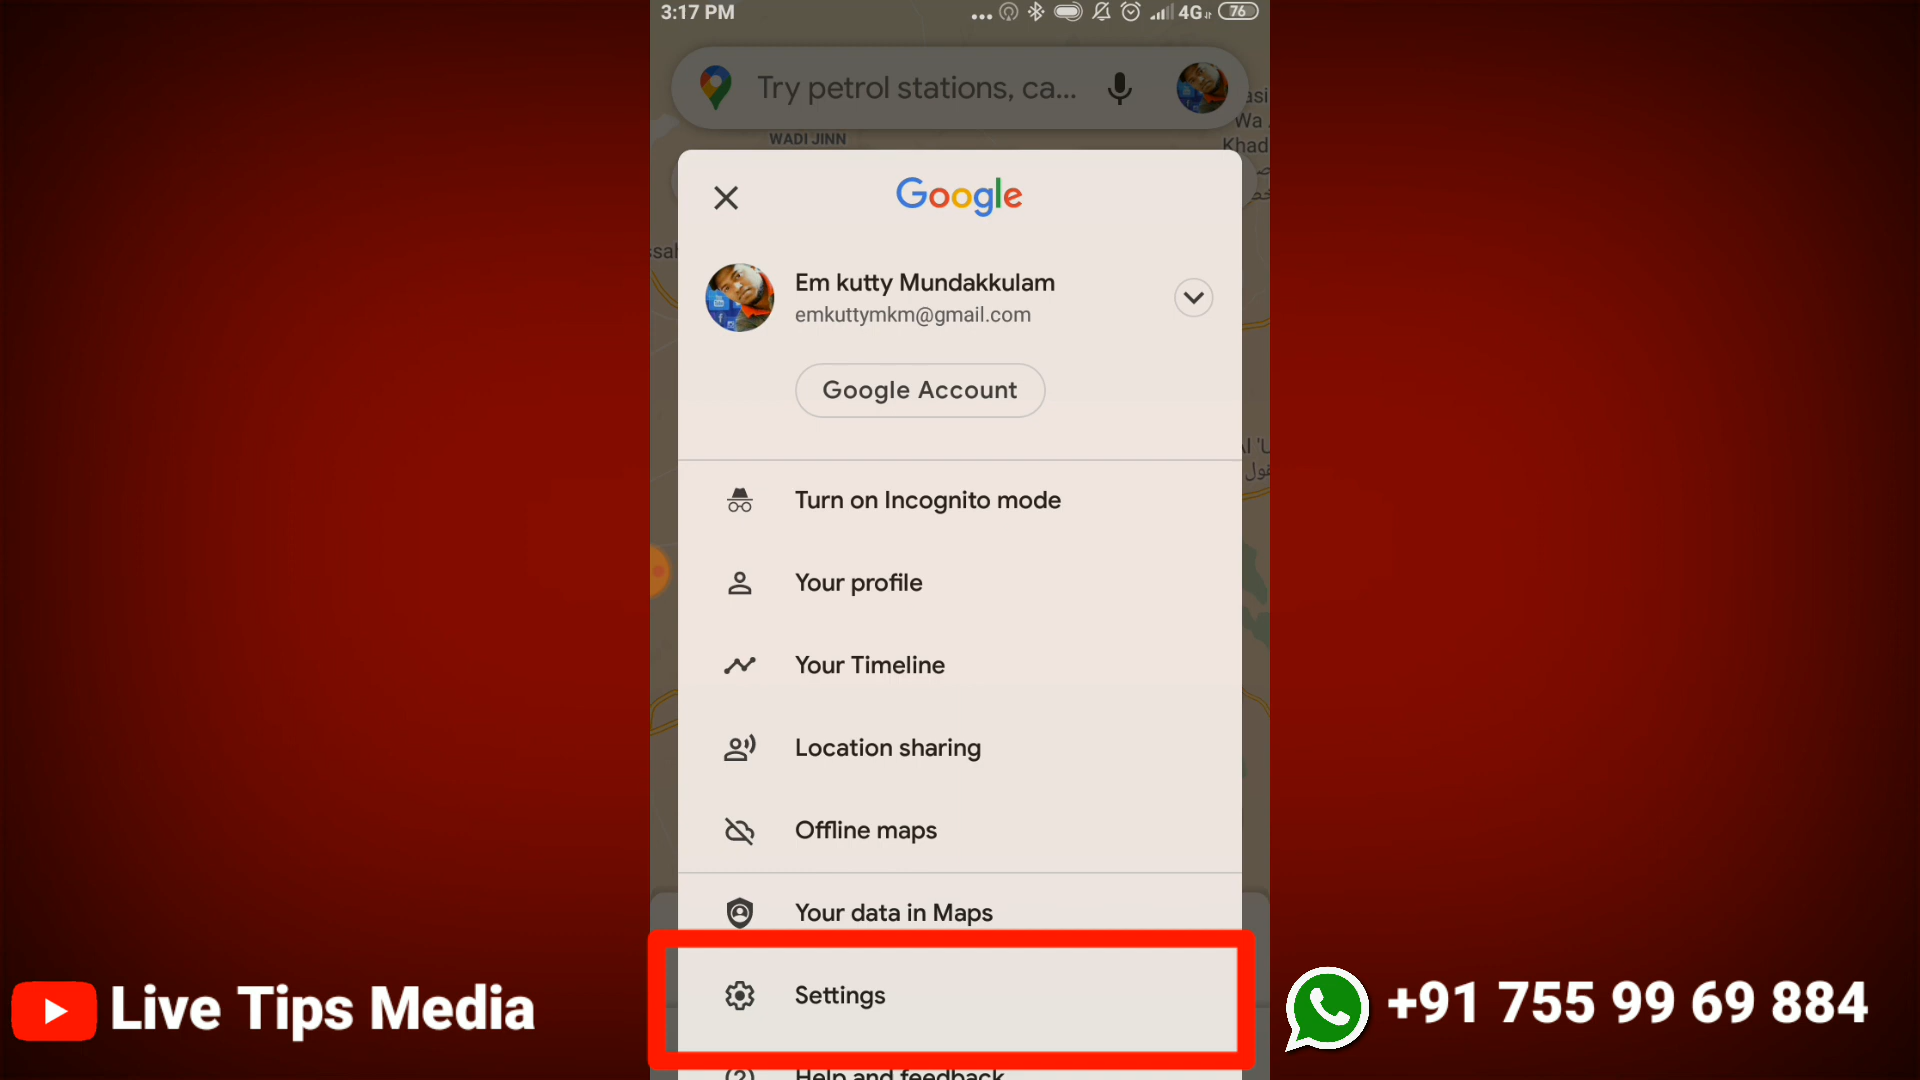 3:17 PM
4G
76
Try petrol stations, ca...
WADI JINN
Wa
Khad
Google
Em kutty Mundakkulam
emkuttymkm@gmail.com
Google Account
Turn on Incognito mode
Your profile
Your Timeline
Location sharing
Offline maps
Your data in Maps
Settings
Help and feedback
Live Tips Media
+91 755 99 69 884